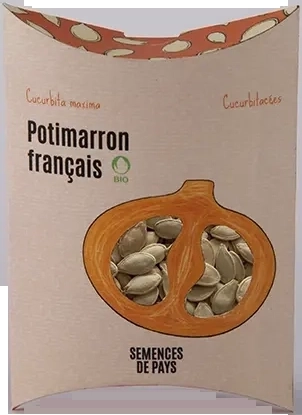 Cucurbita maxima
Cucurbitacées
Potimarron
français
BIO
SEMENCES
DE PAYS